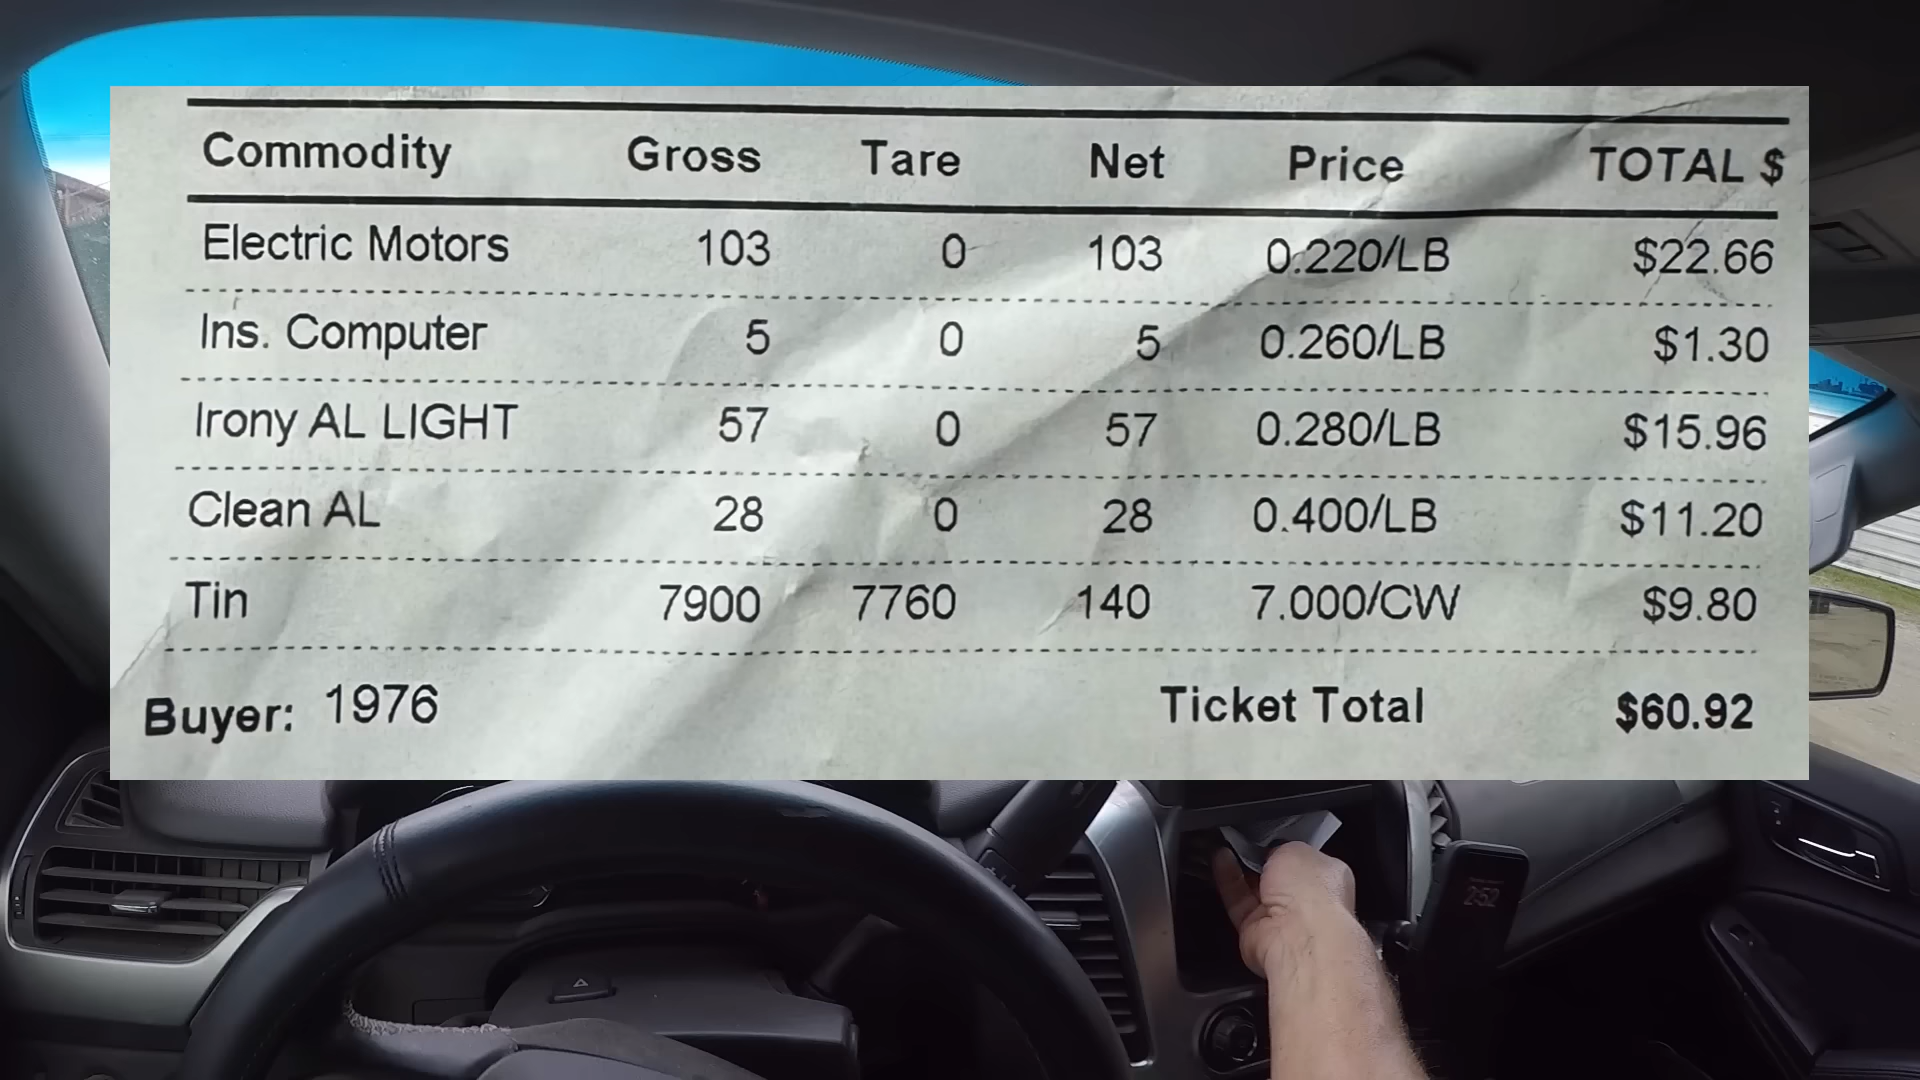 Commodity Gross Tare Net Price TOTAL $
Electric Motors 103 0 103 0.220/LB $22.66
Ins. Computer 5 0 5 0.260/LB $1.30
Irony AL LIGHT 57 0 57 0.280/LB $15.96
Clean AL 28 0 28 0.400/LB $11.20
Tin 7900 7760 140 7.000/CW $9.80
Buyer: 1976 Ticket Total $60.92
2:52